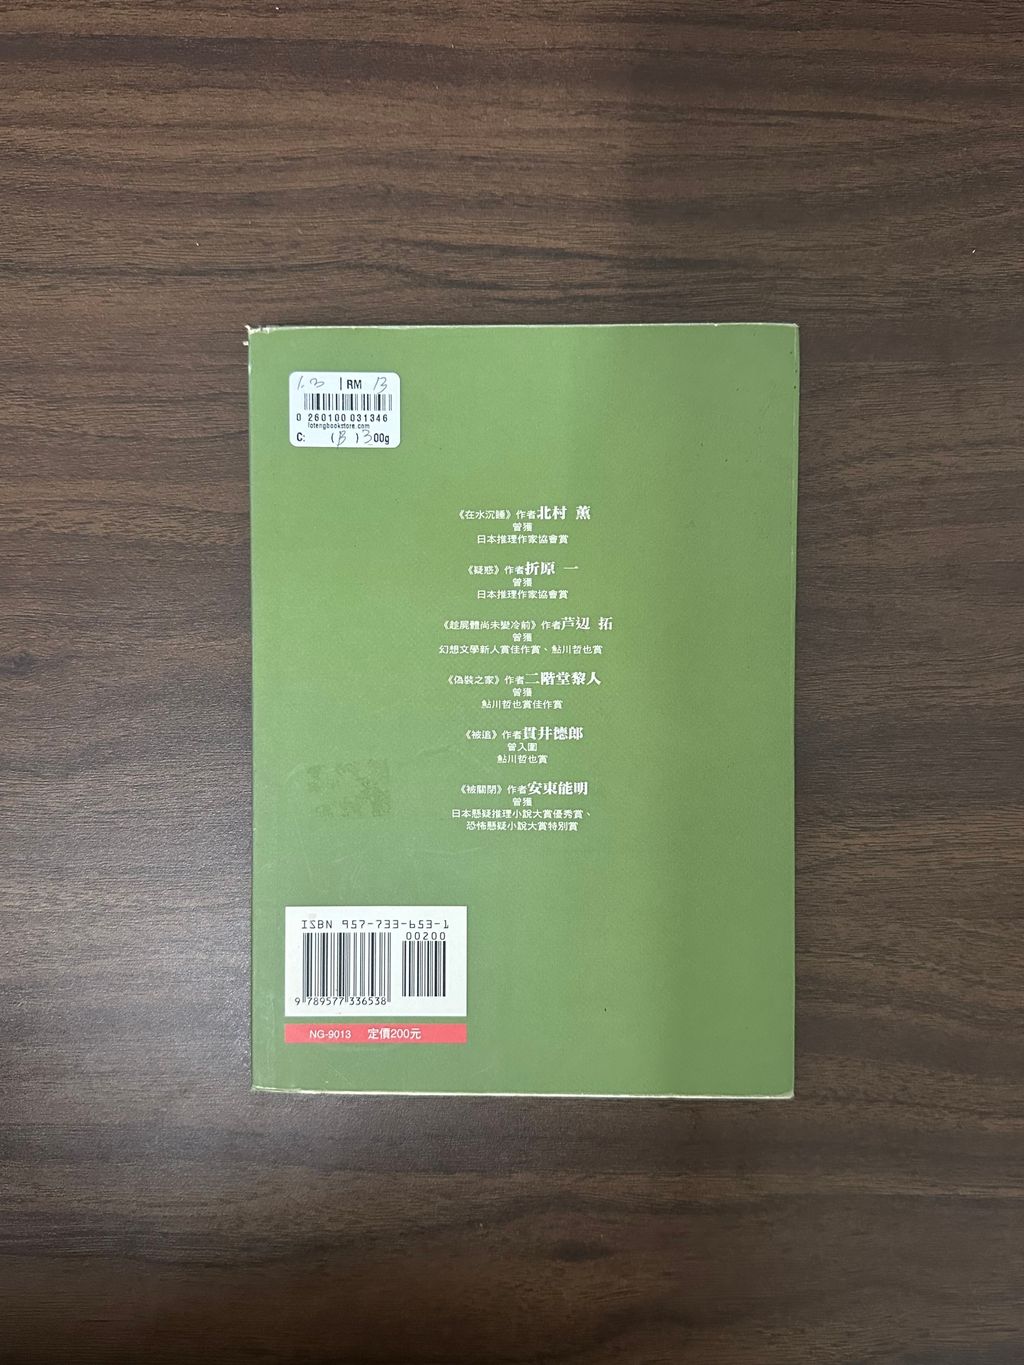 1.3 | RM 13
0 260100 031346
lotengbookstore.com
C: (B) 300g
《在水沉睡》作者北村 薰
曾獲
日本推理作家協會賞
《疑惑》作者折原 一
曾獲
日本推理作家協會賞
《趁屍體尚未變冷前》作者芦辺 拓
曾獲
幻想文學新人賞佳作賞、鮎川哲也賞
《偽裝之家》作者二階堂黎人
曾獲
鮎川哲也賞佳作賞
《被追》作者貫井德郎
曾入圍
鮎川哲也賞
《被關閉》作者安東能明
曾獲
日本懸疑推理小說大賞優秀賞、
恐怖懸疑小說大賞特別賞
ISBN 957-733-653-1
00200
9 789577 336538
NG-9013 定價200元